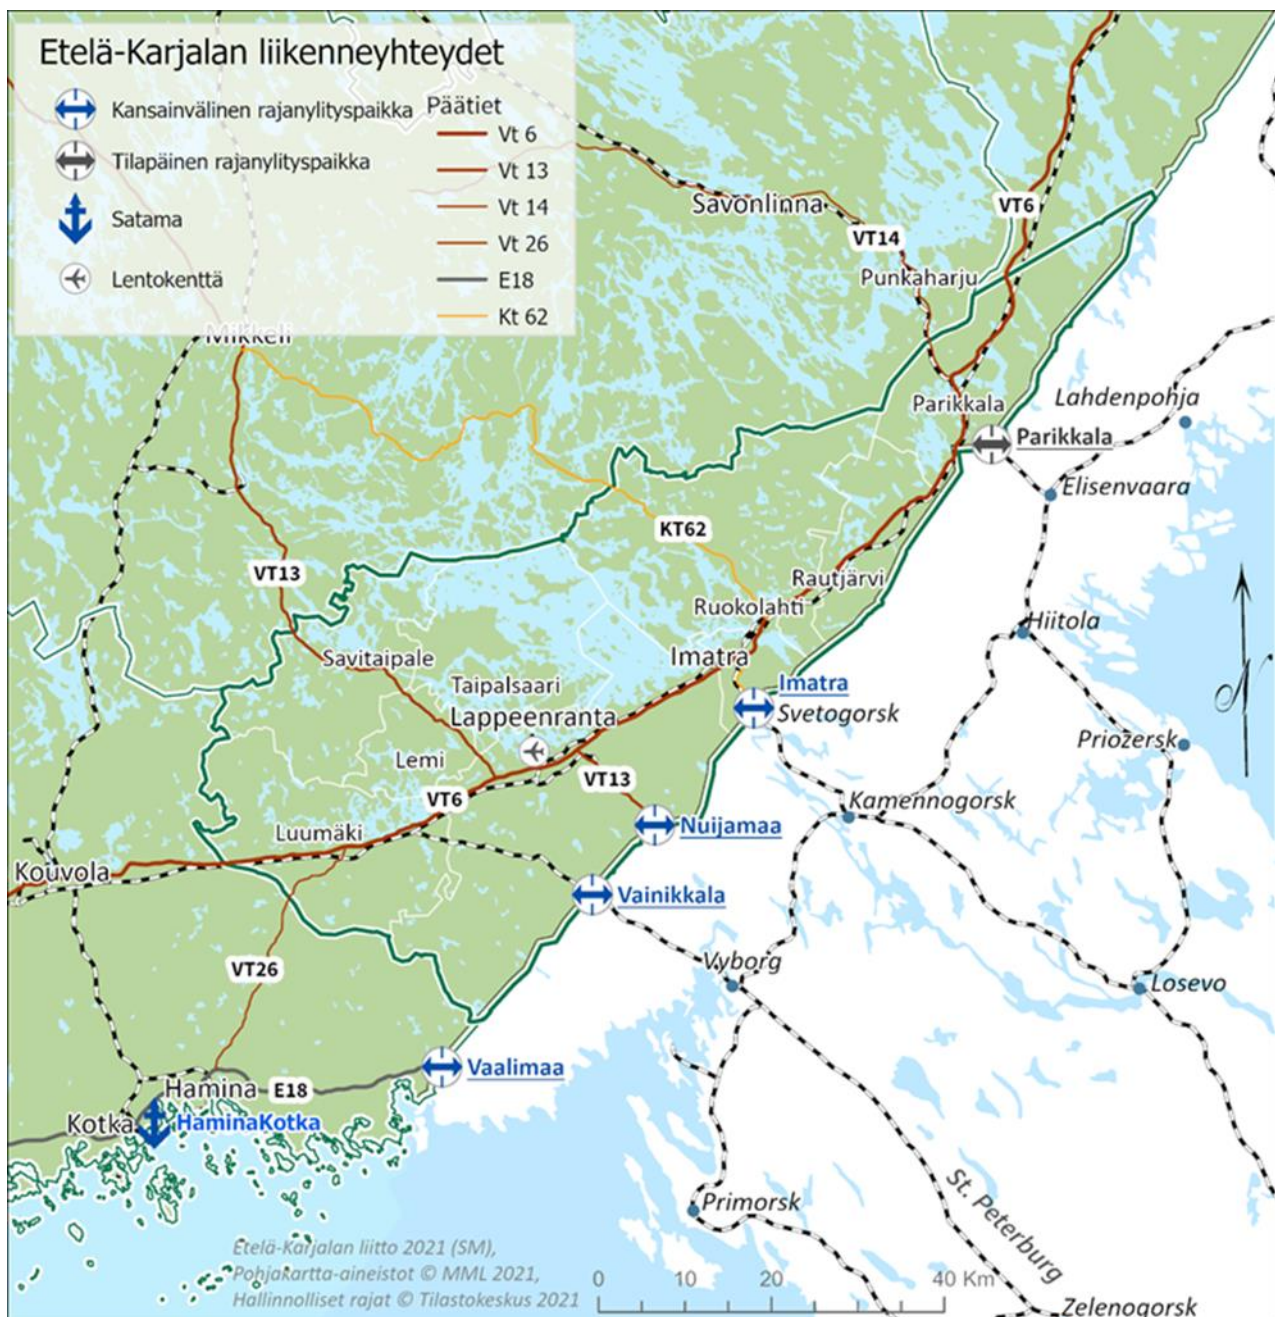 Etelä-Karjalan liikenneyhteydet
Kansainvälinen rajanylityspaikka
Tilapäinen rajanylityspaikka
Satama
Lentokenttä
Päätiet
Vt 6
Vt 13
Vt 14
Vt 26
E18
Kt 62
Mikkeli
Savonlinna
VT6
VT14
Punkaharju
Parikkala
Lahdenpohja
Parikkala
Elisenvaara
KT62
VT13
Rautjärvi
Ruokolahti
Hiitola
Imatra
Savitaipale
Imatra
Taipalsaari
Svetogorsk
Lappeenranta
Priozersk
Lemi
VT13
VT6
Kamennogorsk
Nuijamaa
Luumäki
Kouvola
Vainikkala
VT26
Vyborg
Losevo
Vaalimaa
Hamina
E18
Kotka
HaminaKotka
Primorsk
St. Peterburg
Etelä-Karjalan liitto 2021 (SM),
Pohjakartta-aineistot © MML 2021,
Hallinnolliset rajat © Tilastokeskus 2021
0 10 20 40 Km
Zelenogorsk
N